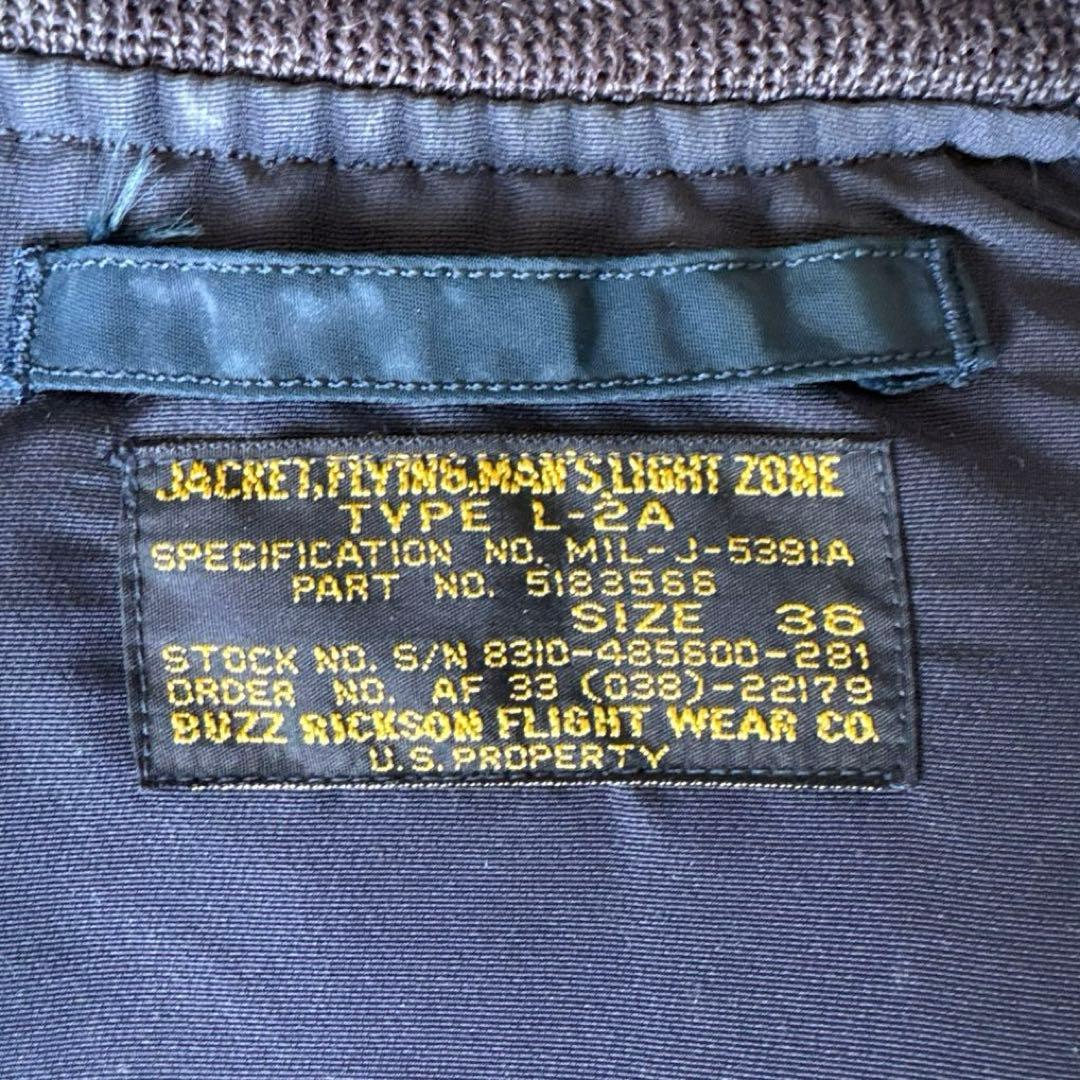 JACKET, FLYING, MAN'S, LIGHT ZONE
TYPE L-2A
SPECIFICATION NO. MIL-J-5391A
PART NO. 5183566
SIZE 36
STOCK NO. S/N 8310-485600-281
ORDER NO. AF 33 (038)-22179
BUZZ RICKSON FLIGHT WEAR CO.
U.S. PROPERTY